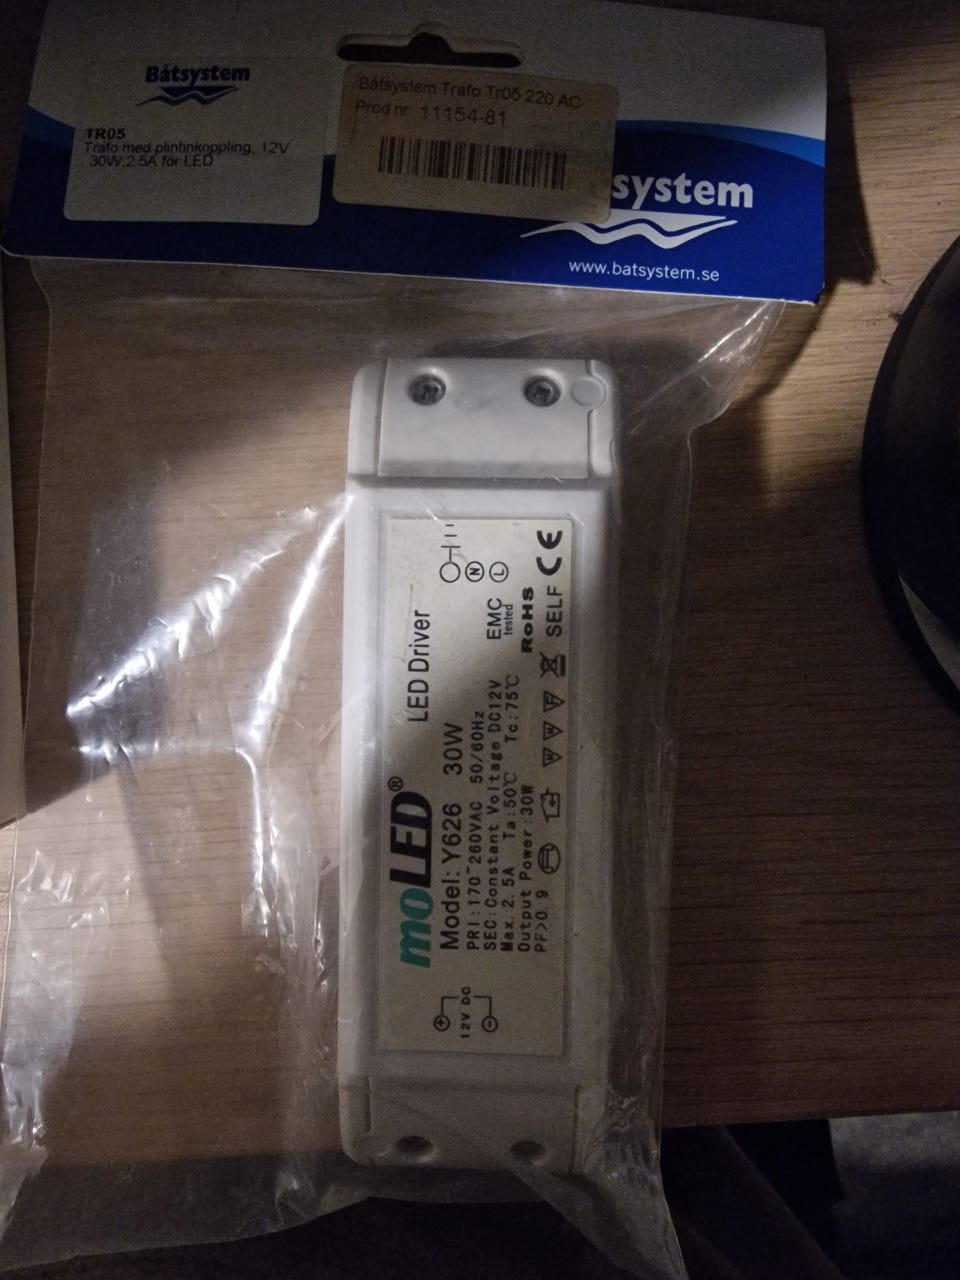 Båtsystem
TR05
Trafo med plintinkoppling, 12V
30W,2.5A för LED
Båtsystem Trafo Tr05 220 AC
Prod nr 11154-81
system
www.batsystem.se
moLED®
LED Driver
Model: Y626 30W
PRI:170~260VAC 50/60Hz
SEC:Constant Voltage DC12V
Max. 2.5A Ta:50℃ Tc:75℃
Output Power:30W
PF>0.9
EMC
tested
RoHS
SELF
CE
N
L
12V DC